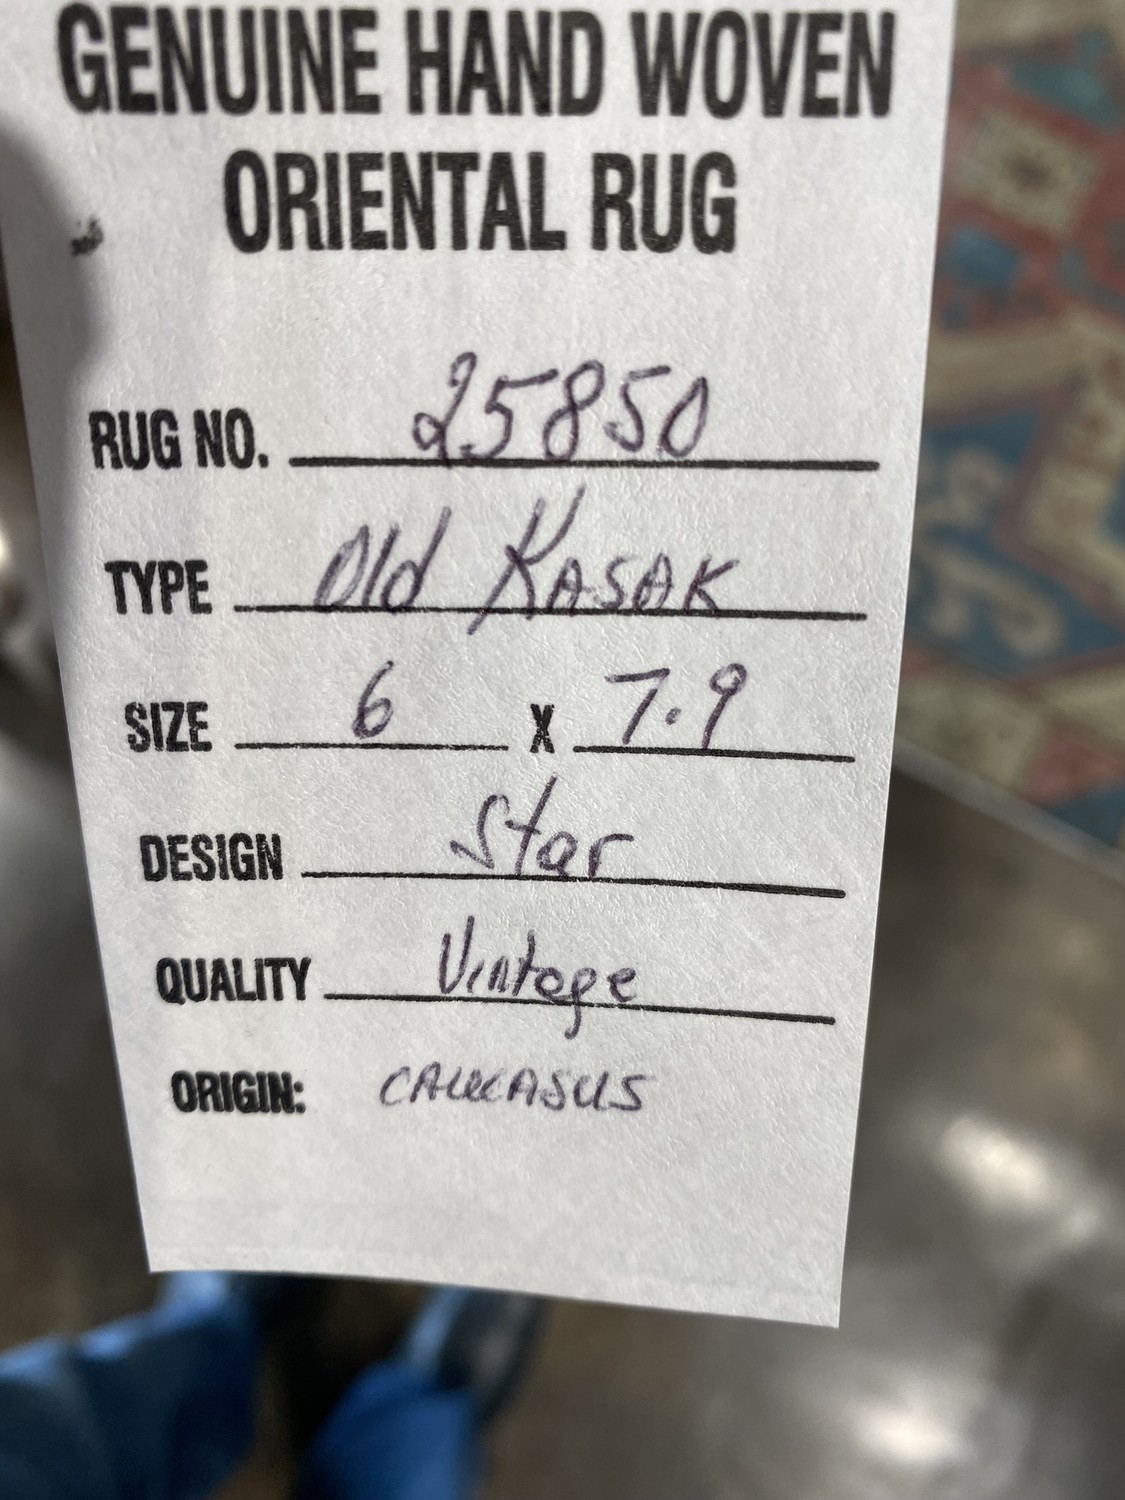 GENUINE HAND WOVEN
ORIENTAL RUG
RUG NO. 25850
TYPE Old KASAK
SIZE 6 X 7.9
DESIGN Star
QUALITY Vintage
ORIGIN: CAUCASUS